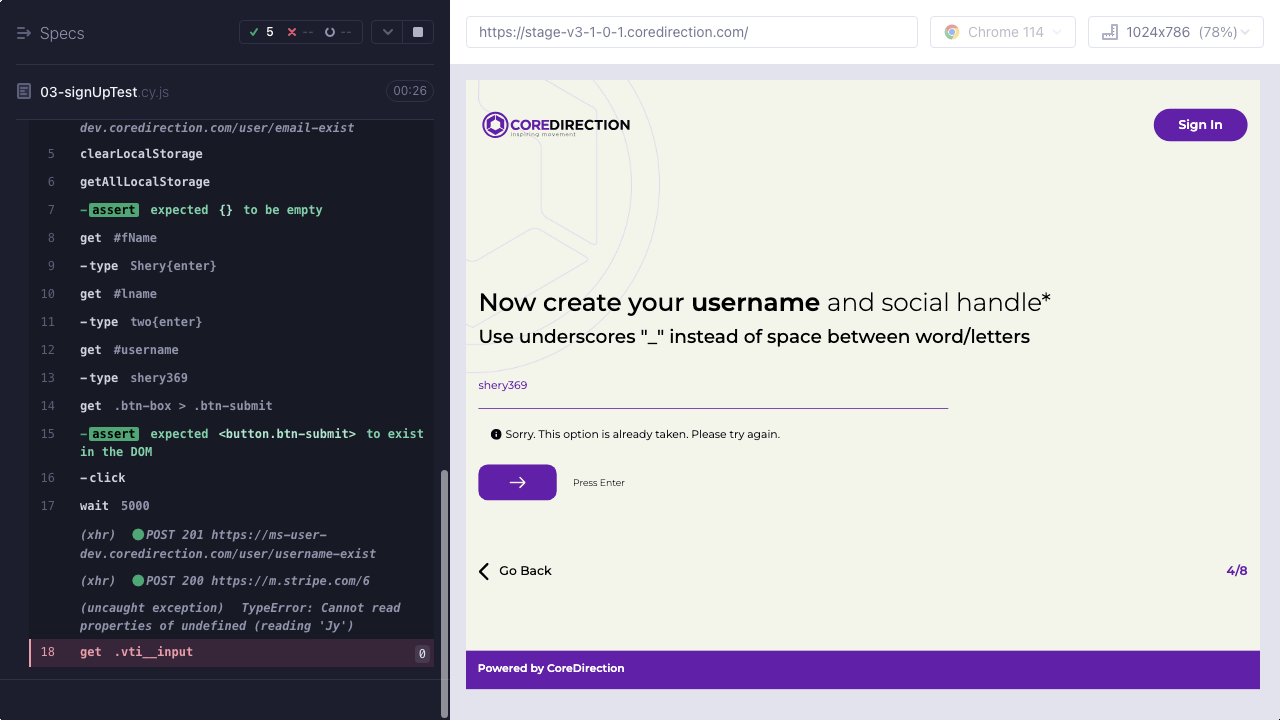 Specs
5 -- --
03-signUpTest.cy.js 00:26
dev.coredirection.com/user/email-exist
5 clearLocalStorage
6 getAllLocalStorage
7 -assert expected {} to be empty
8 get #fName
9 -type Shery{enter}
10 get #lname
11 -type two{enter}
12 get #username
13 -type shery369
14 get .btn-box > .btn-submit
15 -assert expected <button.btn-submit> to exist
in the DOM
16 -click
17 wait 5000
(xhr) POST 201 https://ms-user-
dev.coredirection.com/user/username-exist
(xhr) POST 200 https://m.stripe.com/6
(uncaught exception) TypeError: Cannot read
properties of undefined (reading 'Jy')
18 get .vti__input 0
https://stage-v3-1-0-1.coredirection.com/
Chrome 114
1024x786 (78%)
COREDIRECTION
inspiring movement
Sign In
Now create your username and social handle*
Use underscores "_" instead of space between word/letters
shery369
Sorry. This option is already taken. Please try again.
Press Enter
Go Back
4/8
Powered by CoreDirection